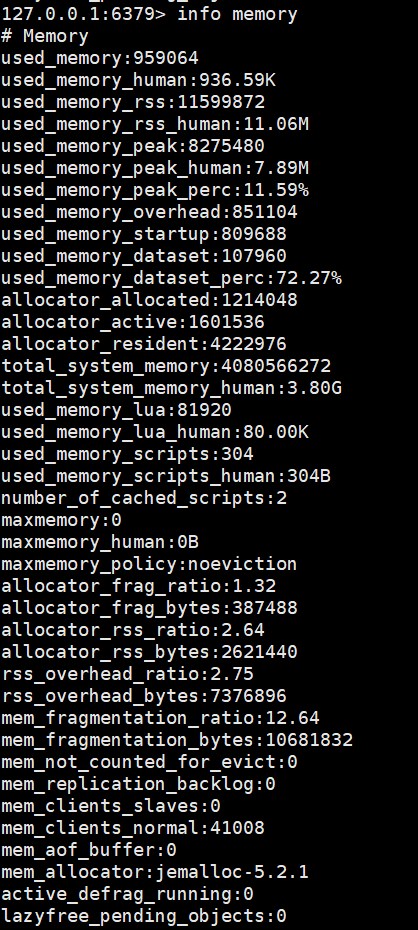 127.0.0.1:6379> info memory
# Memory
used_memory:959064
used_memory_human:936.59K
used_memory_rss:11599872
used_memory_rss_human:11.06M
used_memory_peak:8275480
used_memory_peak_human:7.89M
used_memory_peak_perc:11.59%
used_memory_overhead:851104
used_memory_startup:809688
used_memory_dataset:107960
used_memory_dataset_perc:72.27%
allocator_allocated:1214048
allocator_active:1601536
allocator_resident:4222976
total_system_memory:4080566272
total_system_memory_human:3.80G
used_memory_lua:81920
used_memory_lua_human:80.00K
used_memory_scripts:304
used_memory_scripts_human:304B
number_of_cached_scripts:2
maxmemory:0
maxmemory_human:0B
maxmemory_policy:noeviction
allocator_frag_ratio:1.32
allocator_frag_bytes:387488
allocator_rss_ratio:2.64
allocator_rss_bytes:2621440
rss_overhead_ratio:2.75
rss_overhead_bytes:7376896
mem_fragmentation_ratio:12.64
mem_fragmentation_bytes:10681832
mem_not_counted_for_evict:0
mem_replication_backlog:0
mem_clients_slaves:0
mem_clients_normal:41008
mem_aof_buffer:0
mem_allocator:jemalloc-5.2.1
active_defrag_running:0
lazyfree_pending_objects:0